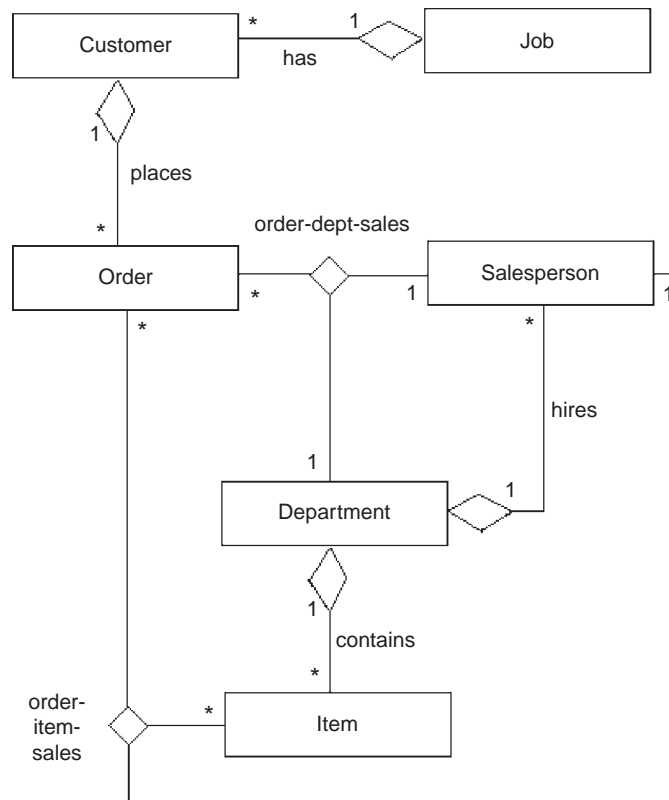 * 1
Customer Job
has
1
places
*
order-dept-sales
Order Salesperson
* 1 1
* *
hires
1
1
Department
1
contains
*
order-
item-
sales
*
Item